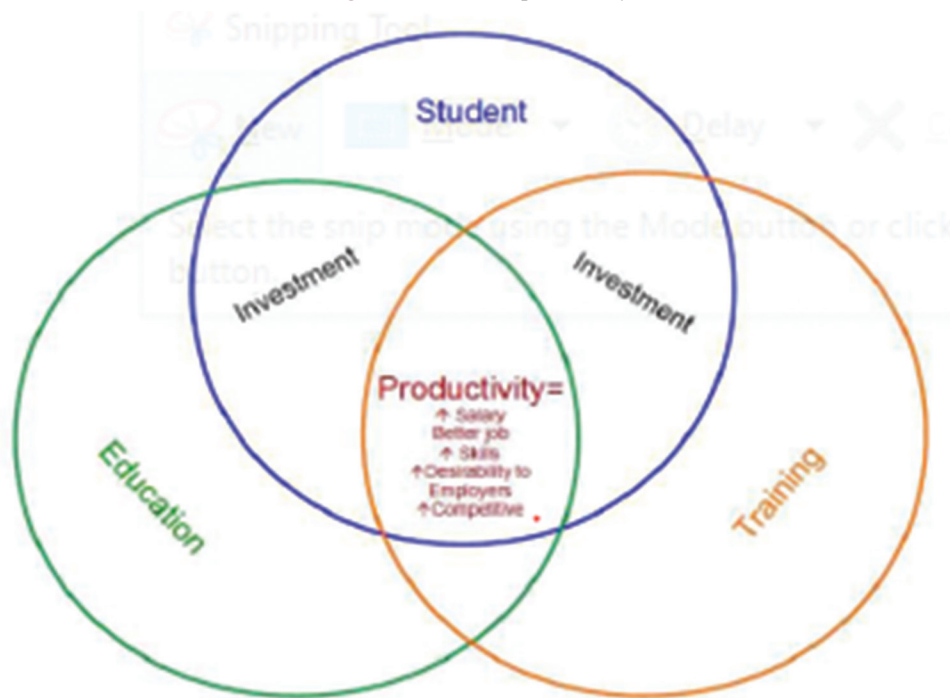 Snipping Tool
New Mode Delay
Select the snip mode using the Mode button or click
button.
Student
Investment
Investment
Productivity=
↑ Salary
Better job
↑ Skills
↑Desirability to
Employers
↑Competitive
Education
Training